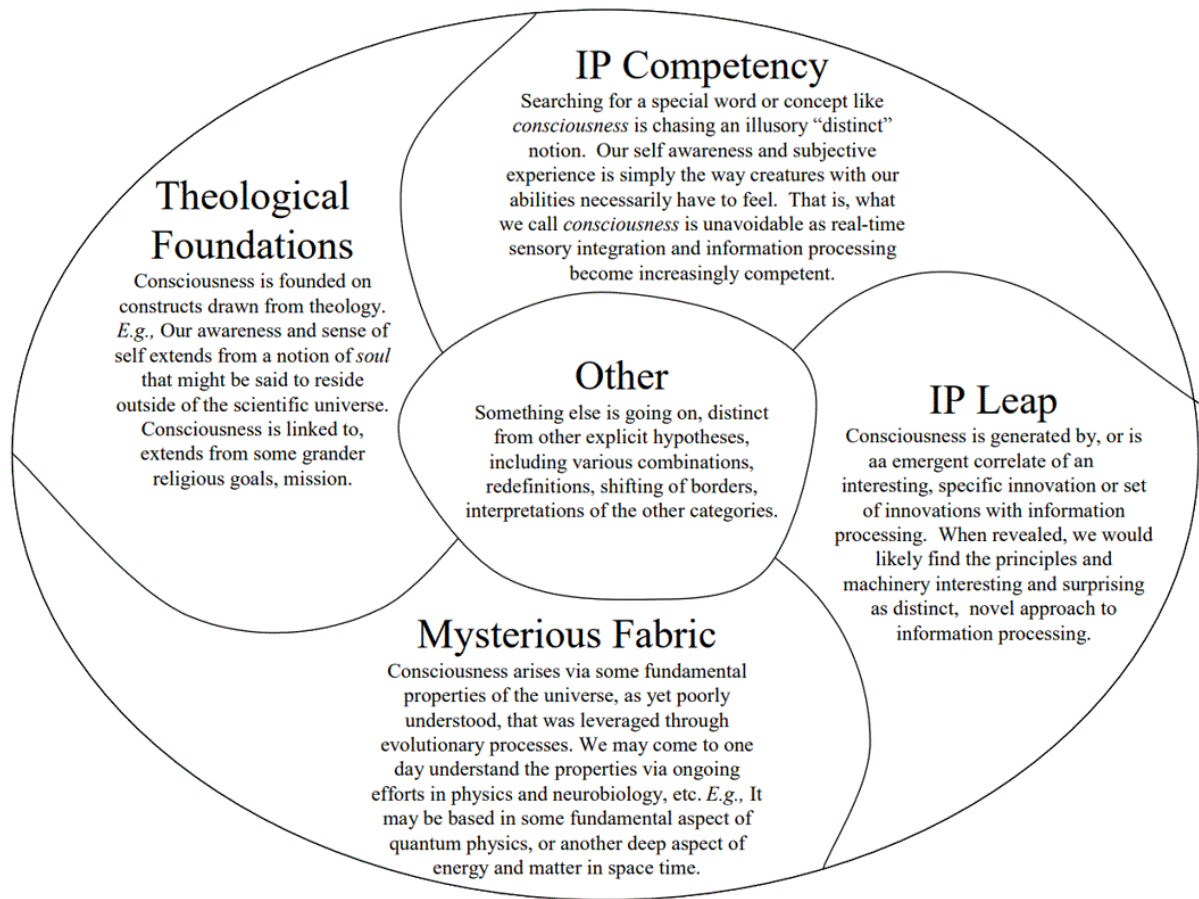 IP Competency
Searching for a special word or concept like
consciousness is chasing an illusory “distinct”
notion. Our self awareness and subjective
experience is simply the way creatures with our
abilities necessarily have to feel. That is, what
we call consciousness is unavoidable as real-time
sensory integration and information processing
become increasingly competent.
Theological
Foundations
Consciousness is founded on
constructs drawn from theology.
E.g., Our awareness and sense of
self extends from a notion of soul
that might be said to reside
outside of the scientific universe.
Consciousness is linked to,
extends from some grander
religious goals, mission.
Other
Something else is going on, distinct
from other explicit hypotheses,
including various combinations,
redefinitions, shifting of borders,
interpretations of the other categories.
IP Leap
Consciousness is generated by, or is
aa emergent correlate of an
interesting, specific innovation or set
of innovations with information
processing. When revealed, we would
likely find the principles and
machinery interesting and surprising
as distinct, novel approach to
information processing.
Mysterious Fabric
Consciousness arises via some fundamental
properties of the universe, as yet poorly
understood, that was leveraged through
evolutionary processes. We may come to one
day understand the properties via ongoing
efforts in physics and neurobiology, etc. E.g., It
may be based in some fundamental aspect of
quantum physics, or another deep aspect of
energy and matter in space time.